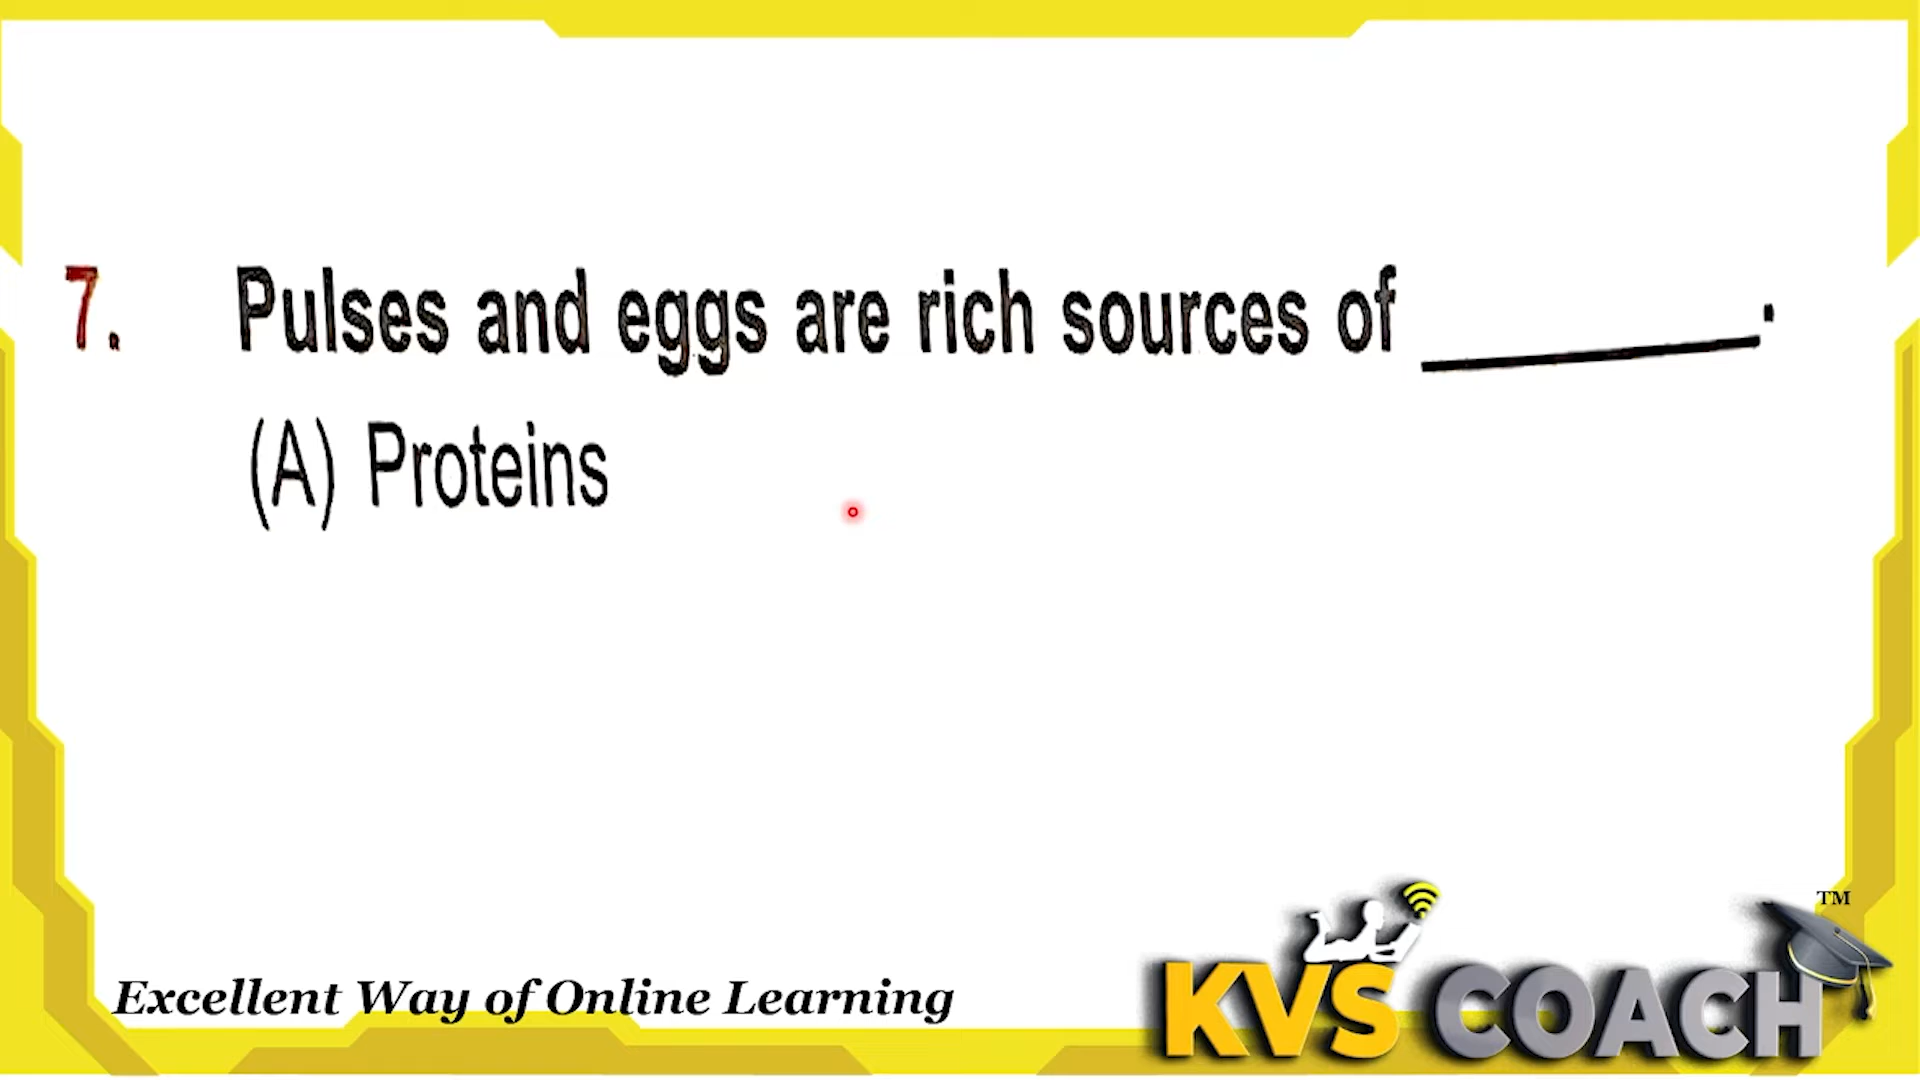 7. Pulses and eggs are rich sources of ________.
(A) Proteins
TM
Excellent Way of Online Learning
KVS COACH